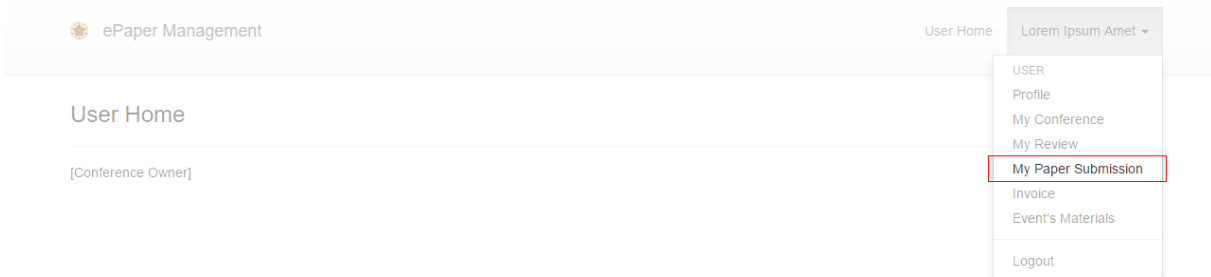 ePaper Management
User Home
Lorem Ipsum Amet
USER
Profile
My Conference
My Review
My Paper Submission
Invoice
Event's Materials
Logout
User Home
[Conference Owner]